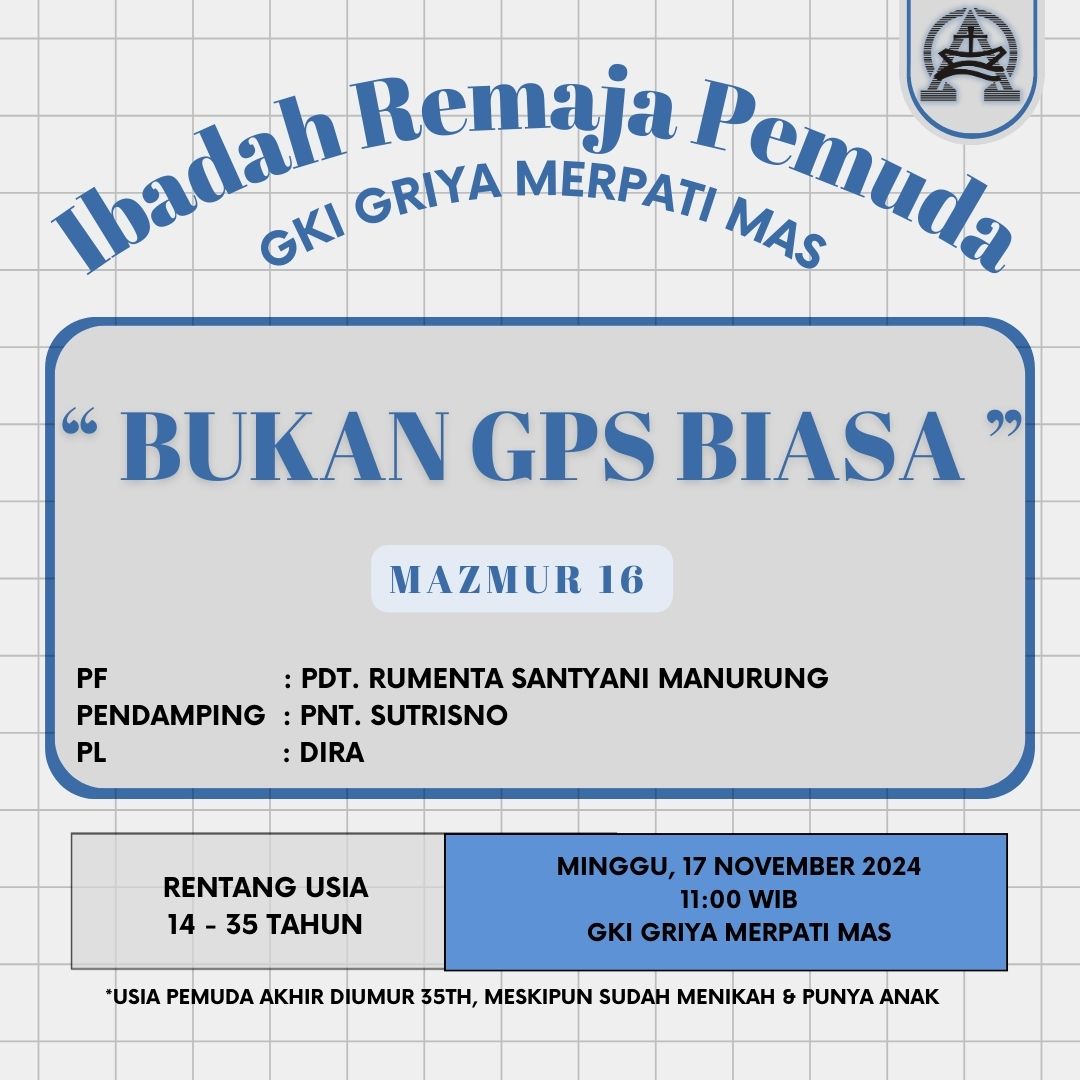 Ibadah Remaja Pemuda
GKI GRIYA MERPATI MAS
“ BUKAN GPS BIASA ”
MAZMUR 16
PF : PDT. RUMENTA SANTYANI MANURUNG
PENDAMPING : PNT. SUTRISNO
PL : DIRA
RENTANG USIA
14 - 35 TAHUN
MINGGU, 17 NOVEMBER 2024
11:00 WIB
GKI GRIYA MERPATI MAS
*USIA PEMUDA AKHIR DIUMUR 35TH, MESKIPUN SUDAH MENIKAH & PUNYA ANAK